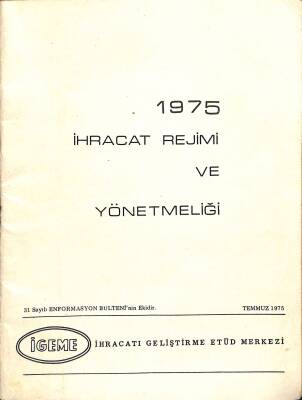 1975
İHRACAT REJİMİ
VE
YÖNETMELİĞİ
31 Sayılı ENFORMASYON BULTENİ'nin Ekidir. TEMMUZ 1975
İGEME İHRACATI GELİŞTİRME ETÜD MERKEZİ